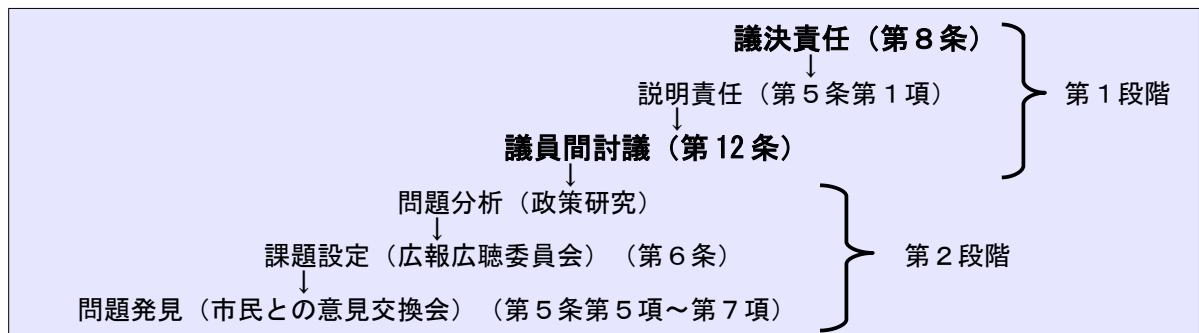 議決責任（第８条）
↓
説明責任（第５条第１項）
第１段階
↓
議員間討議（第12条）
↓
問題分析（政策研究）
↓
課題設定（広報広聴委員会）（第６条）
第２段階
↓
問題発見（市民との意見交換会）（第５条第５項～第７項）